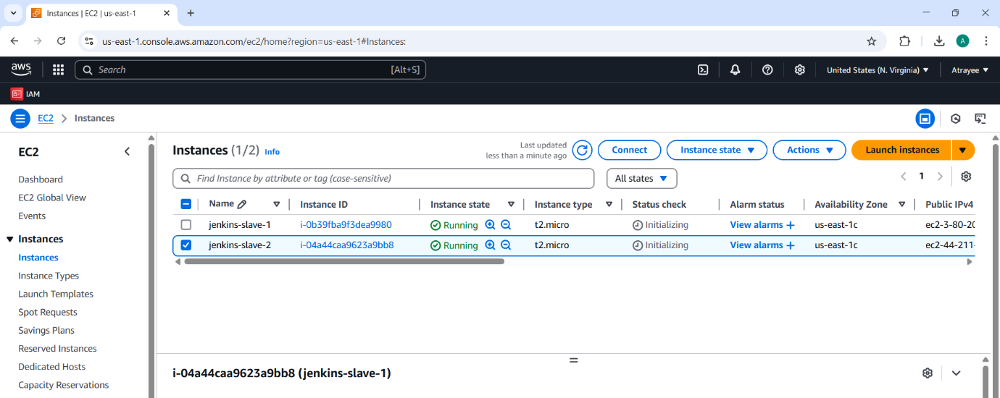 Instances | EC2 | us-east-1
us-east-1.console.aws.amazon.com/ec2/home?region=us-east-1#Instances:
A
aws
Search [Alt+S]
United States (N. Virginia)
Atrayee
IAM
EC2 > Instances
EC2
Dashboard
EC2 Global View
Events
Instances
Instances
Instance Types
Launch Templates
Spot Requests
Savings Plans
Reserved Instances
Dedicated Hosts
Capacity Reservations
Instances (1/2) Info
Last updated
less than a minute ago
Connect
Instance state
Actions
Launch instances
Find Instance by attribute or tag (case-sensitive)
All states
1
Name Instance ID Instance state Instance type Status check Alarm status Availability Zone Public IPv4
jenkins-slave-1 i-0b39fba9f3dea9980 Running t2.micro Initializing View alarms + us-east-1c ec2-3-80-20
jenkins-slave-2 i-04a44caa9623a9bb8 Running t2.micro Initializing View alarms + us-east-1c ec2-44-211-
i-04a44caa9623a9bb8 (jenkins-slave-1)